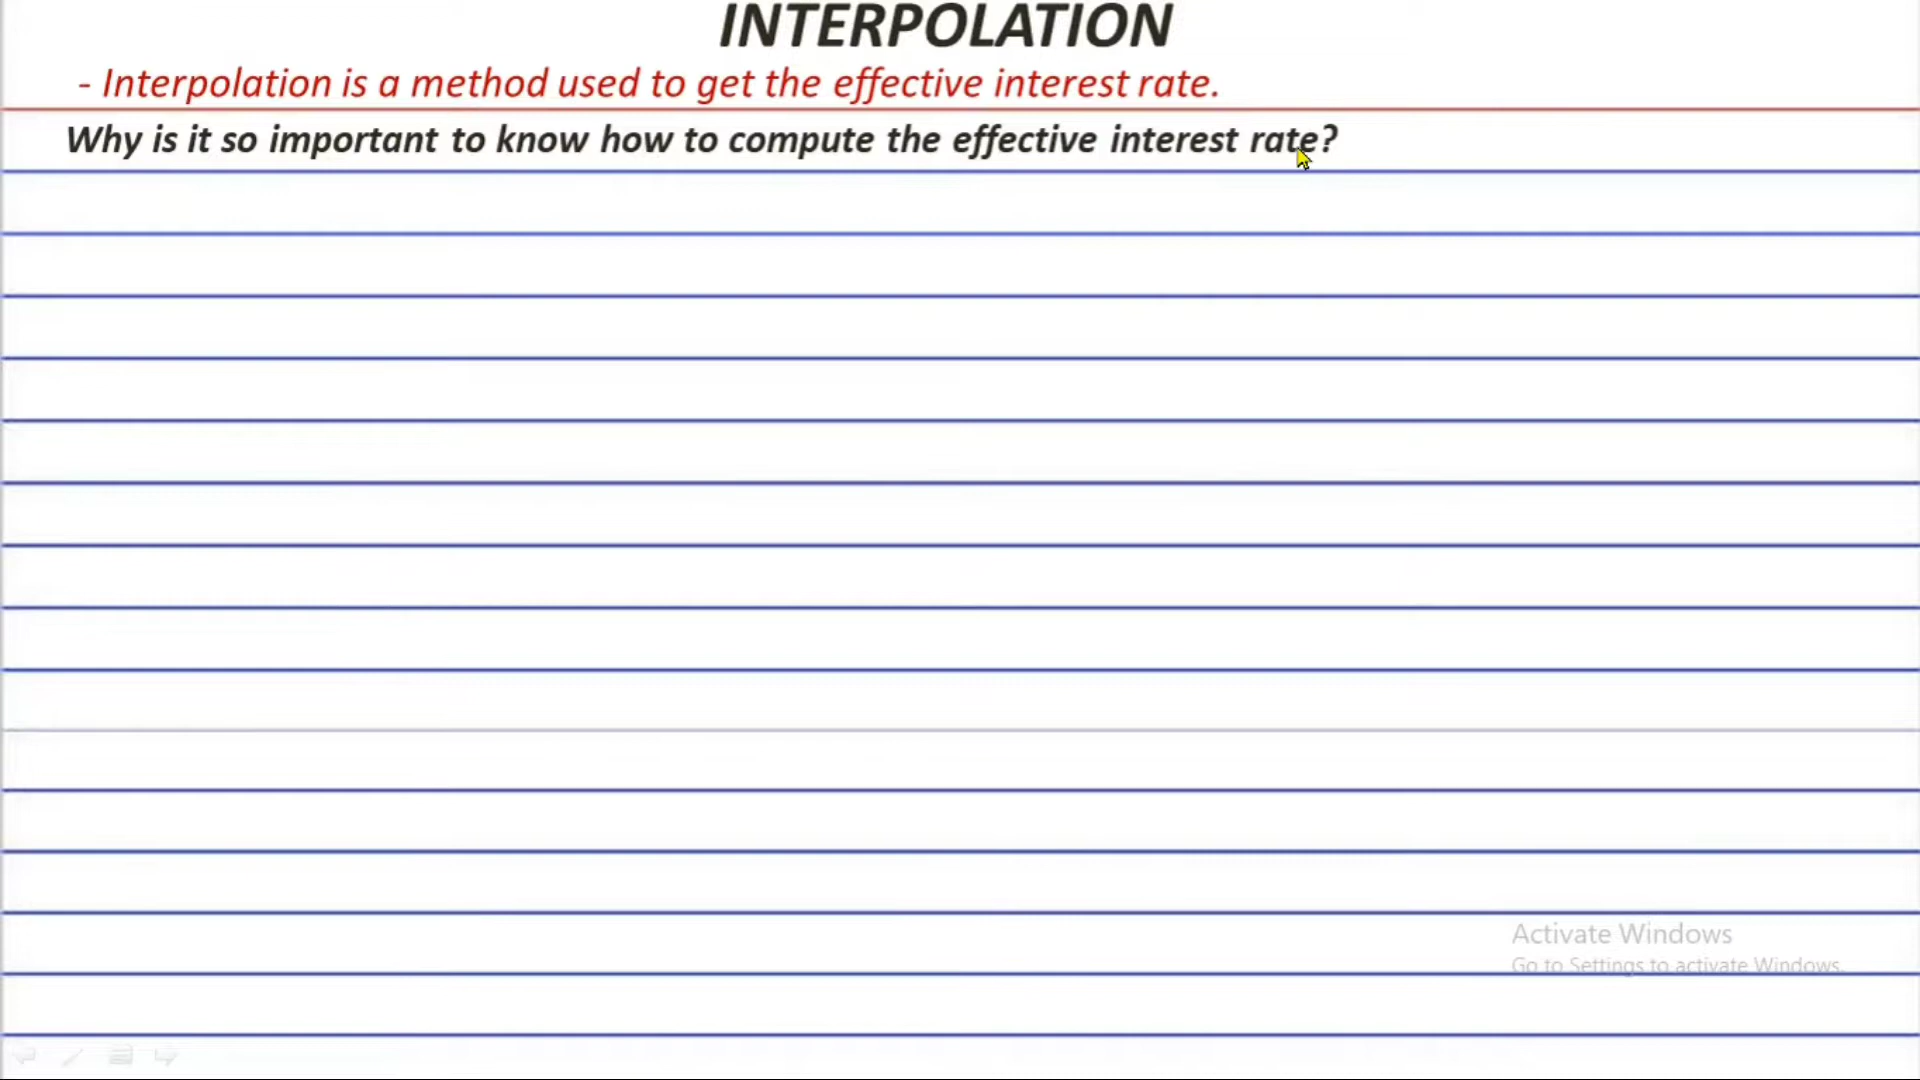 INTERPOLATION
- Interpolation is a method used to get the effective interest rate.
Why is it so important to know how to compute the effective interest rate?
Activate Windows
Go to Settings to activate Windows.